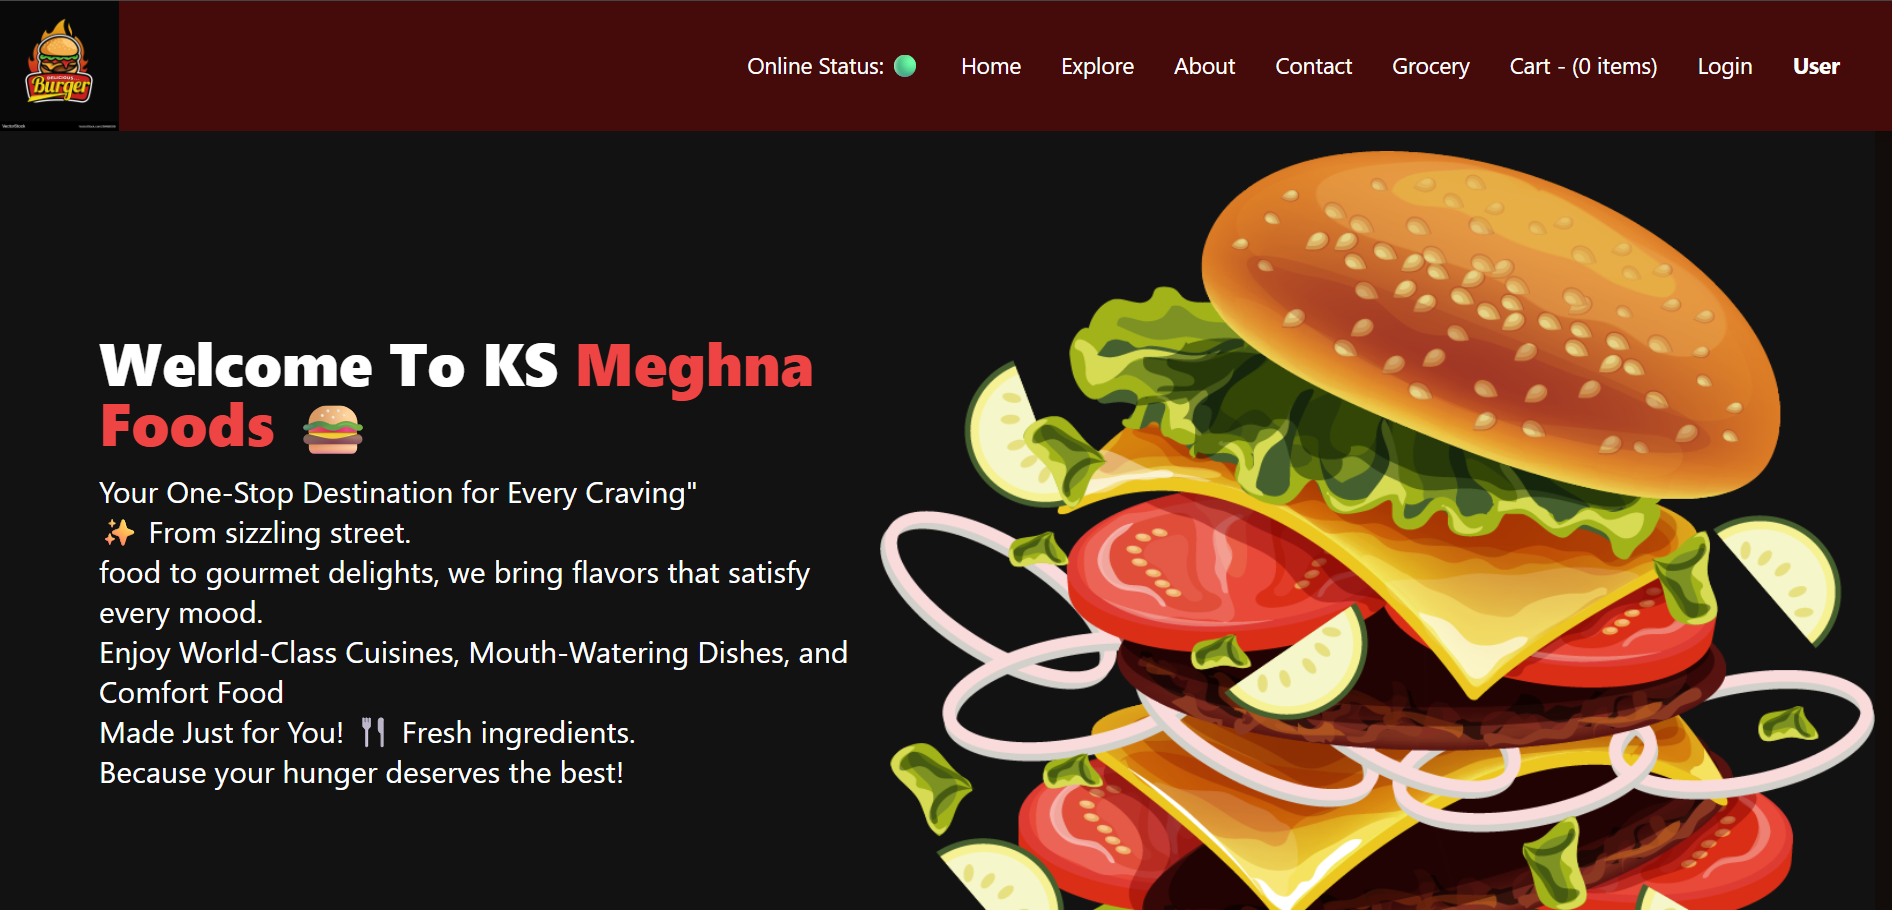 DELICIOUS
Burger
VectorStock
Online Status: Home Explore About Contact Grocery Cart - (0 items) Login User
Welcome To KS Meghna
Foods
Your One-Stop Destination for Every Craving"
✨ From sizzling street.
food to gourmet delights, we bring flavors that satisfy
every mood.
Enjoy World-Class Cuisines, Mouth-Watering Dishes, and
Comfort Food
Made Just for You! 🍴 Fresh ingredients.
Because your hunger deserves the best!